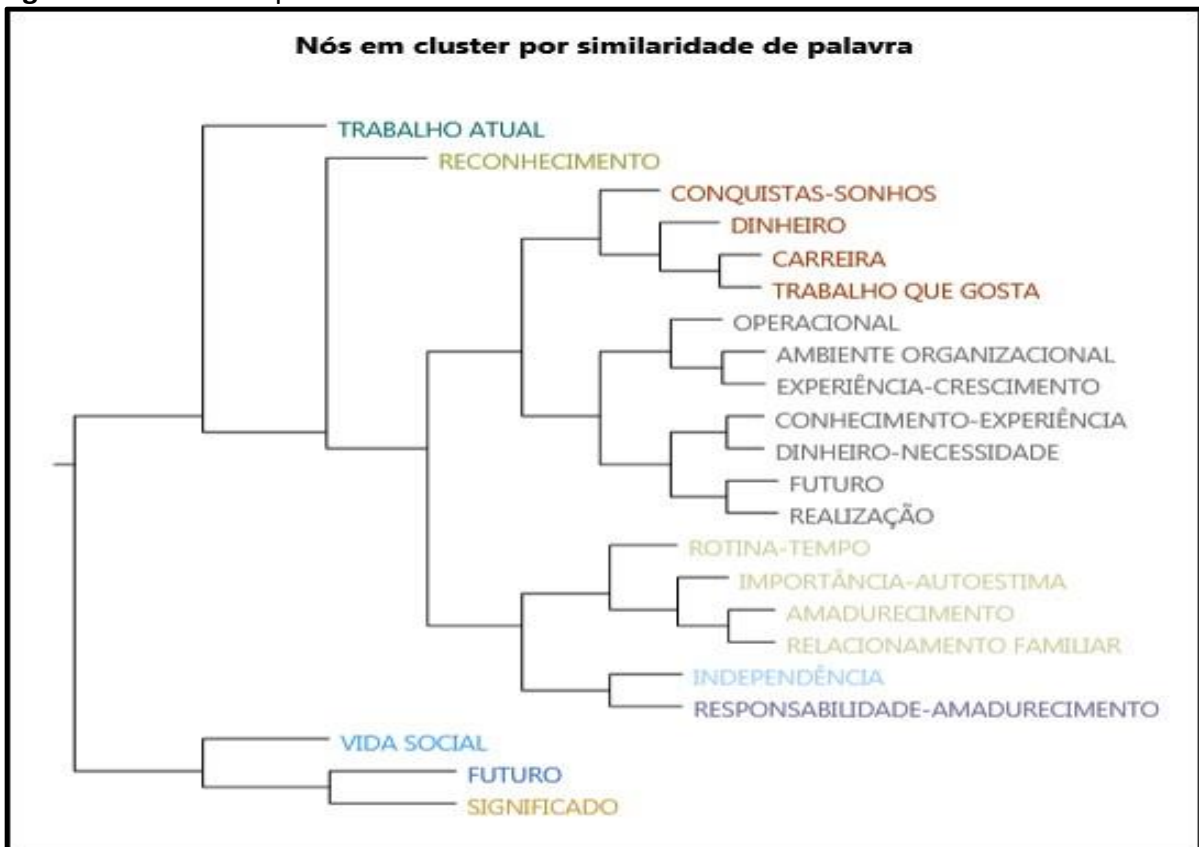 Nós em cluster por similaridade de palavra
TRABALHO ATUAL
RECONHECIMENTO
CONQUISTAS-SONHOS
DINHEIRO
CARREIRA
TRABALHO QUE GOSTA
OPERACIONAL
AMBIENTE ORGANIZACIONAL
EXPERIÊNCIA-CRESCIMENTO
CONHECIMENTO-EXPERIÊNCIA
DINHEIRO-NECESSIDADE
FUTURO
REALIZAÇÃO
ROTINA-TEMPO
IMPORTÂNCIA-AUTOESTIMA
AMADURECIMENTO
RELACIONAMENTO FAMILIAR
INDEPENDÊNCIA
RESPONSABILIDADE-AMADURECIMENTO
VIDA SOCIAL
FUTURO
SIGNIFICADO